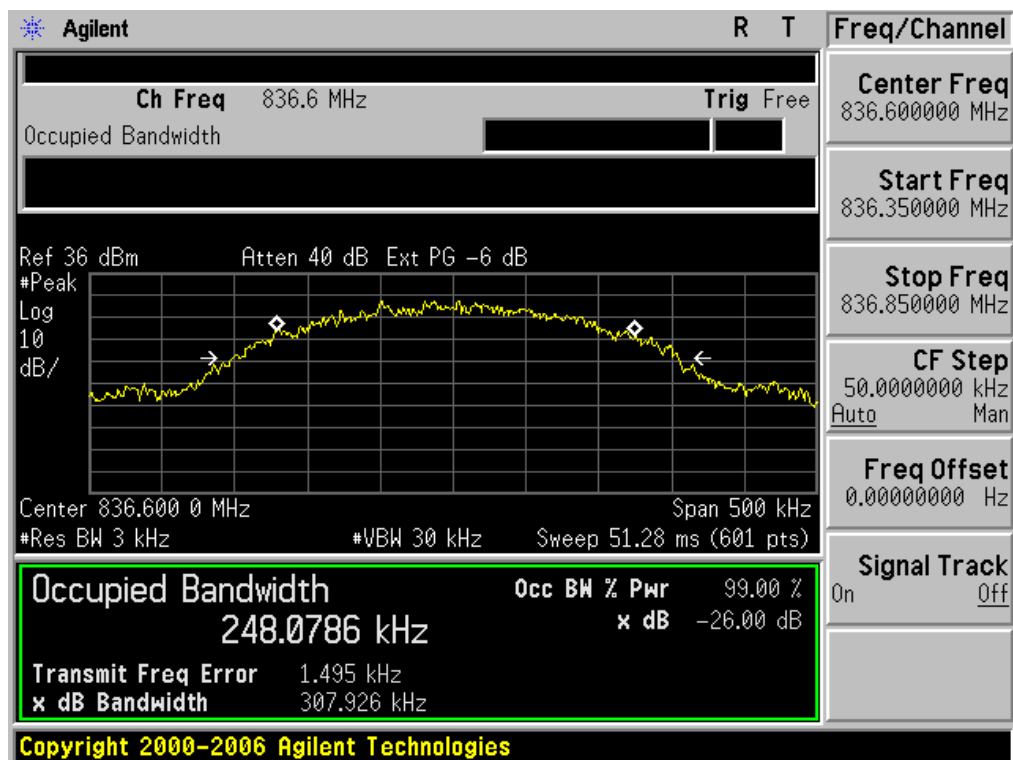 Agilent R T Freq/Channel
Ch Freq 836.6 MHz Trig Free
Occupied Bandwidth
Center Freq
836.600000 MHz
Start Freq
836.350000 MHz
Stop Freq
836.850000 MHz
CF Step
50.0000000 kHz
Auto Man
Freq Offset
0.00000000 Hz
Signal Track
On Off
Ref 36 dBm Atten 40 dB Ext PG -6 dB
#Peak
Log
10
dB/
Center 836.600 0 MHz Span 500 kHz
#Res BW 3 kHz #VBW 30 kHz Sweep 51.28 ms (601 pts)
Occupied Bandwidth
248.0786 kHz
Occ BW % Pwr 99.00 %
x dB -26.00 dB
Transmit Freq Error 1.495 kHz
x dB Bandwidth 307.926 kHz
Copyright 2000-2006 Agilent Technologies